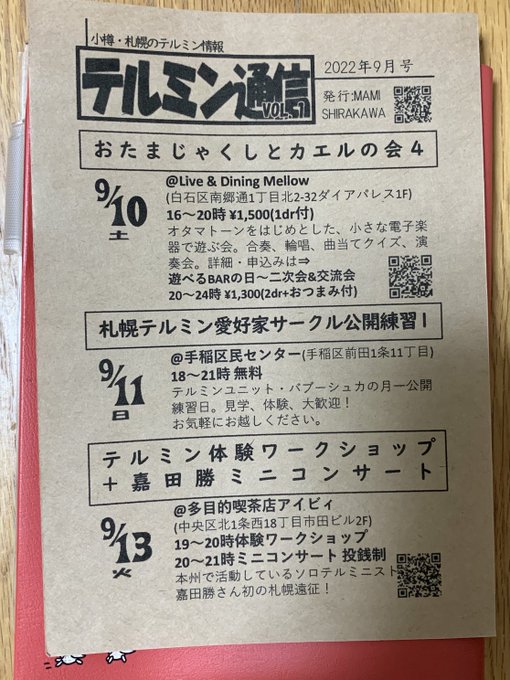 小樽・札幌のテルミン情報
テルミン通信
VOL.
2022年9月号
発行:MAMI
SHIRAKAWA
おたまじゃくしとカエルの会4
9/10
土
@Live & Dining Mellow
(白石区南郷通1丁目北2-32ダイアパレス1F)
16〜20時 ¥1,500(1dr付)
オタマトーンをはじめとした、小さな電子楽
器で遊ぶ会。合奏、輪唱、曲当てクイズ、演
奏会。詳細・申込みは⇒
遊べるBARの日〜二次会&交流会
20〜24時 ¥1,300(2dr+おつまみ付)
札幌テルミン愛好家サークル公開練習!
9/11
日
@手稲区民センター(手稲区前田1条11丁目)
18〜21時 無料
テルミンユニット・バブーシュカの月一公開
練習日。見学、体験、大歓迎!
お気軽にお越しください。
テルミン体験ワークショップ
+嘉田勝ミニコンサート
9/13
火
@多目的喫茶店アイビィ
(中央区北1条西18丁目市田ビル2F)
19〜20時体験ワークショップ
20〜21時ミニコンサート 投銭制
本州で活動しているソロテルミニスト
嘉田勝さん初の札幌遠征!